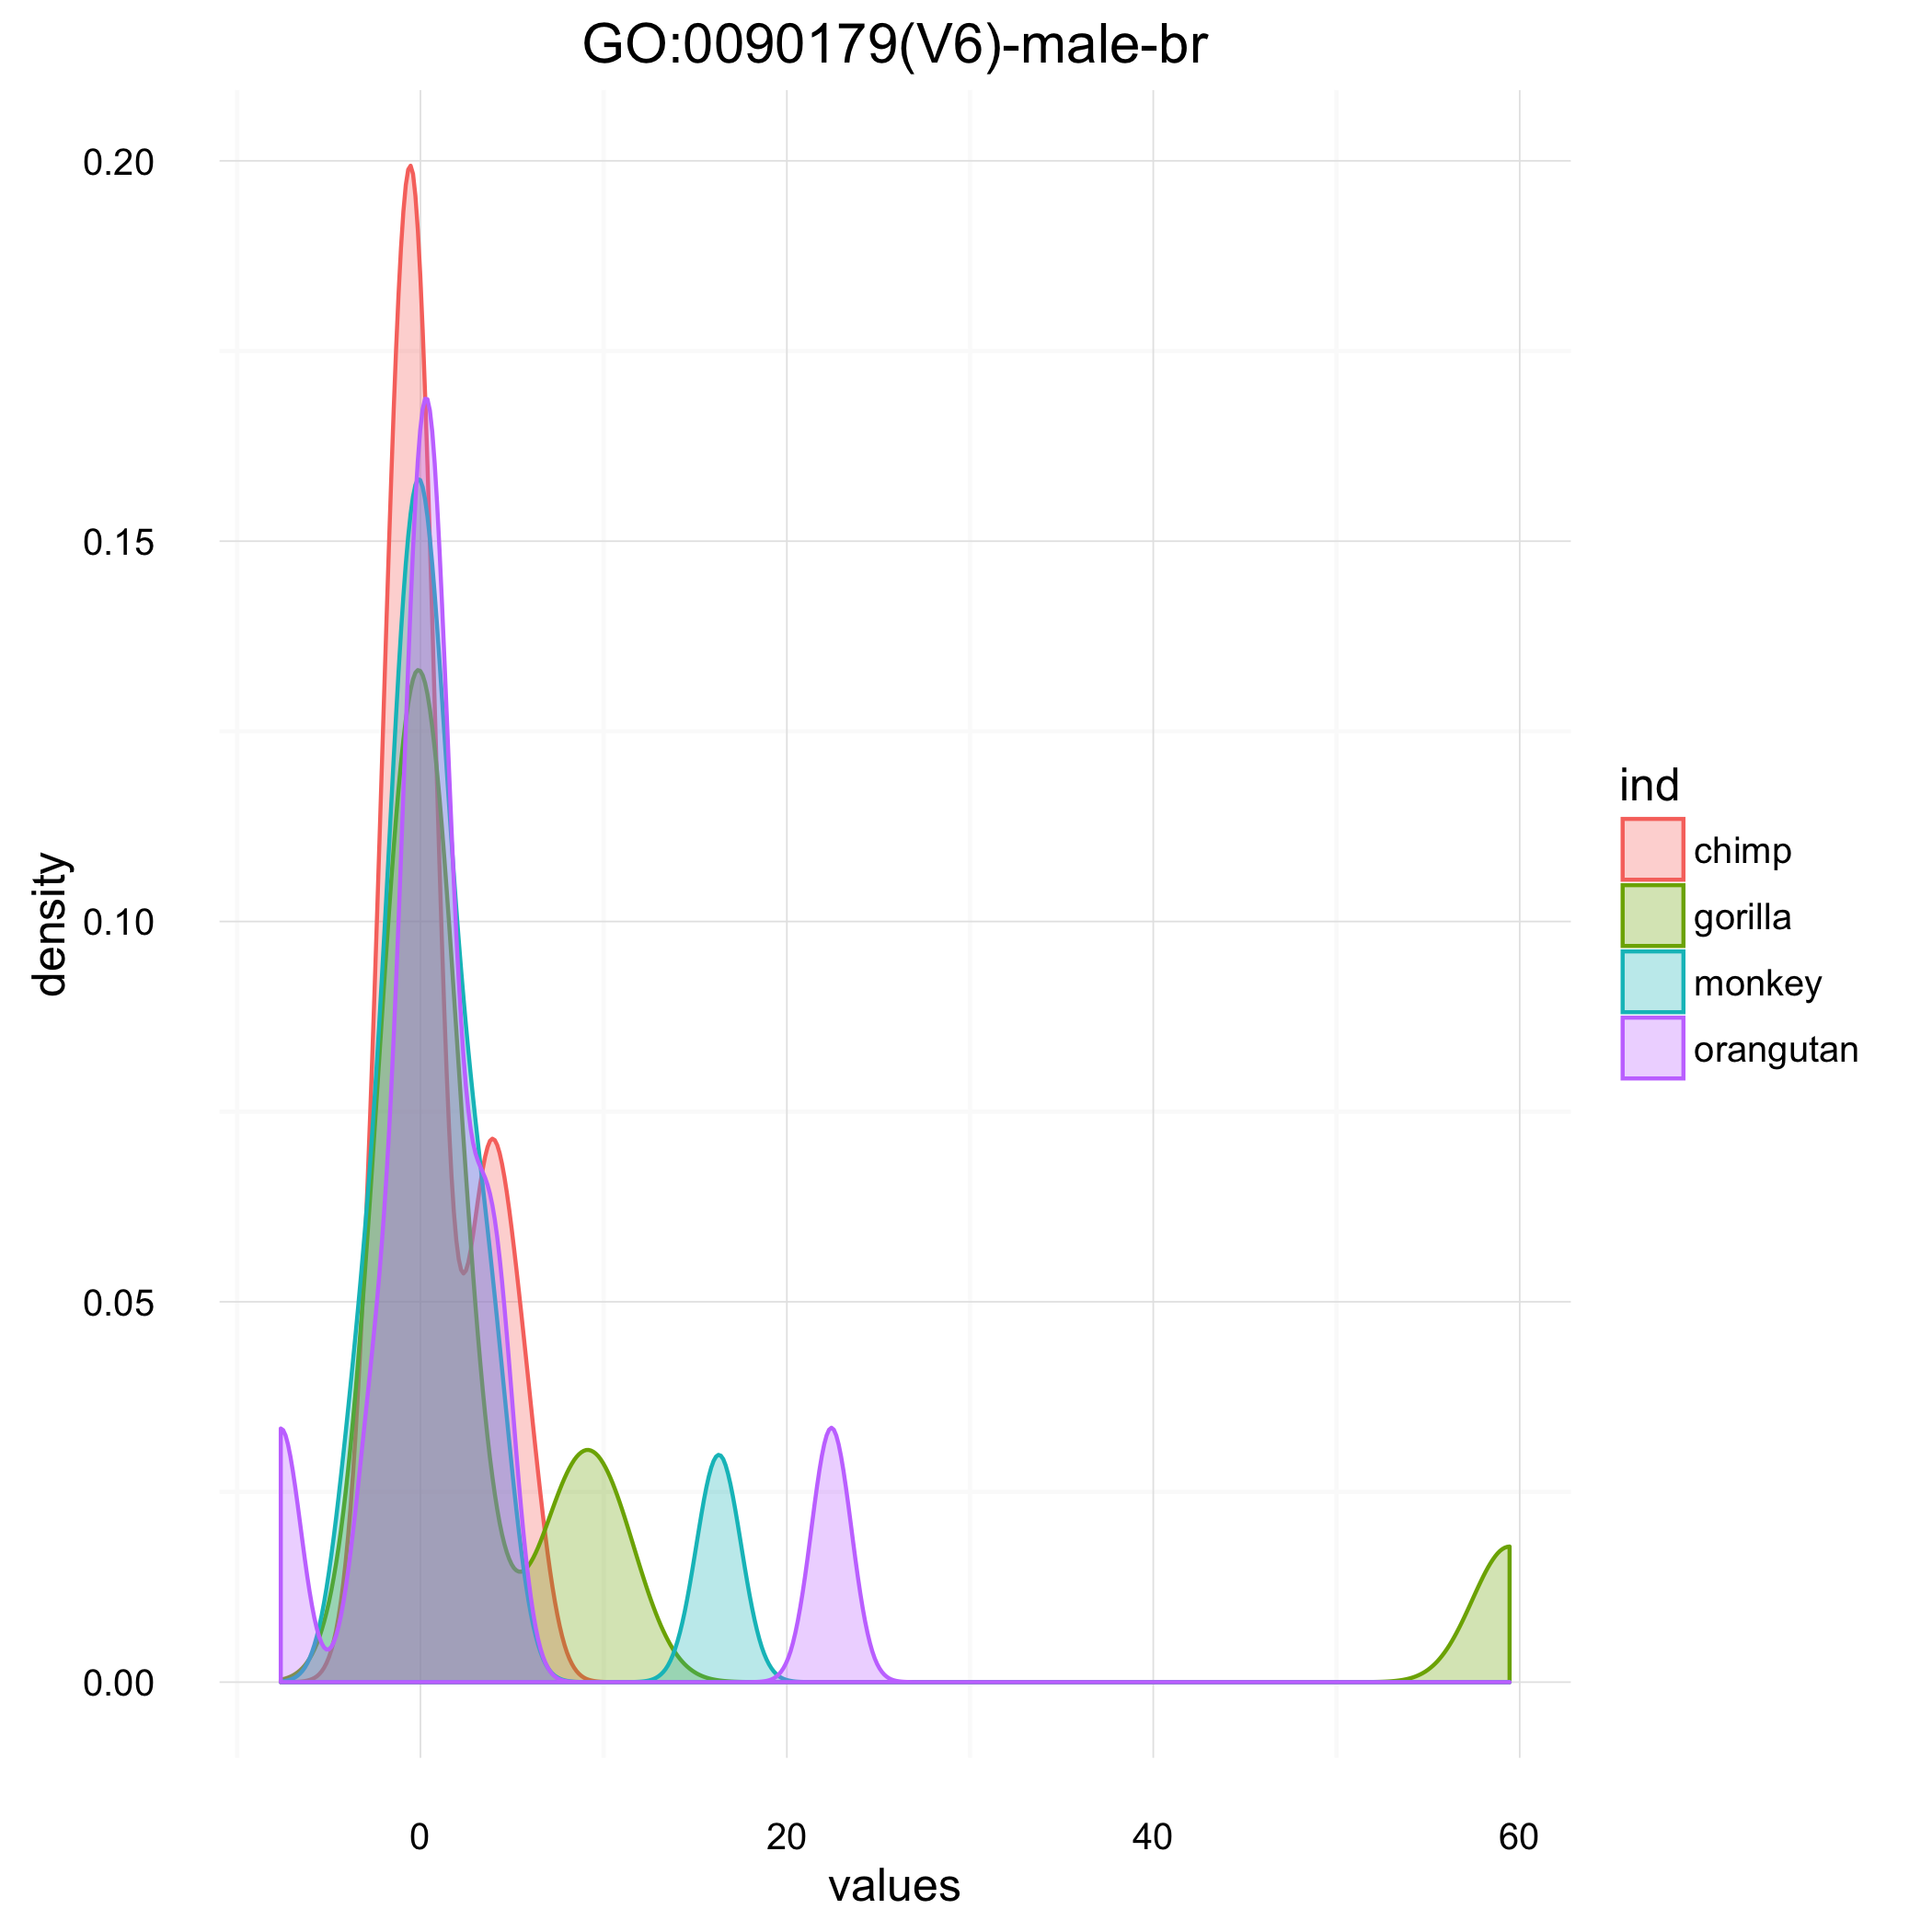 GO:0090179(V6)-male-br
0.20
0.15
0.10
0.05
0.00
density
0 20 40 60
values
ind
chimp
gorilla
monkey
orangutan